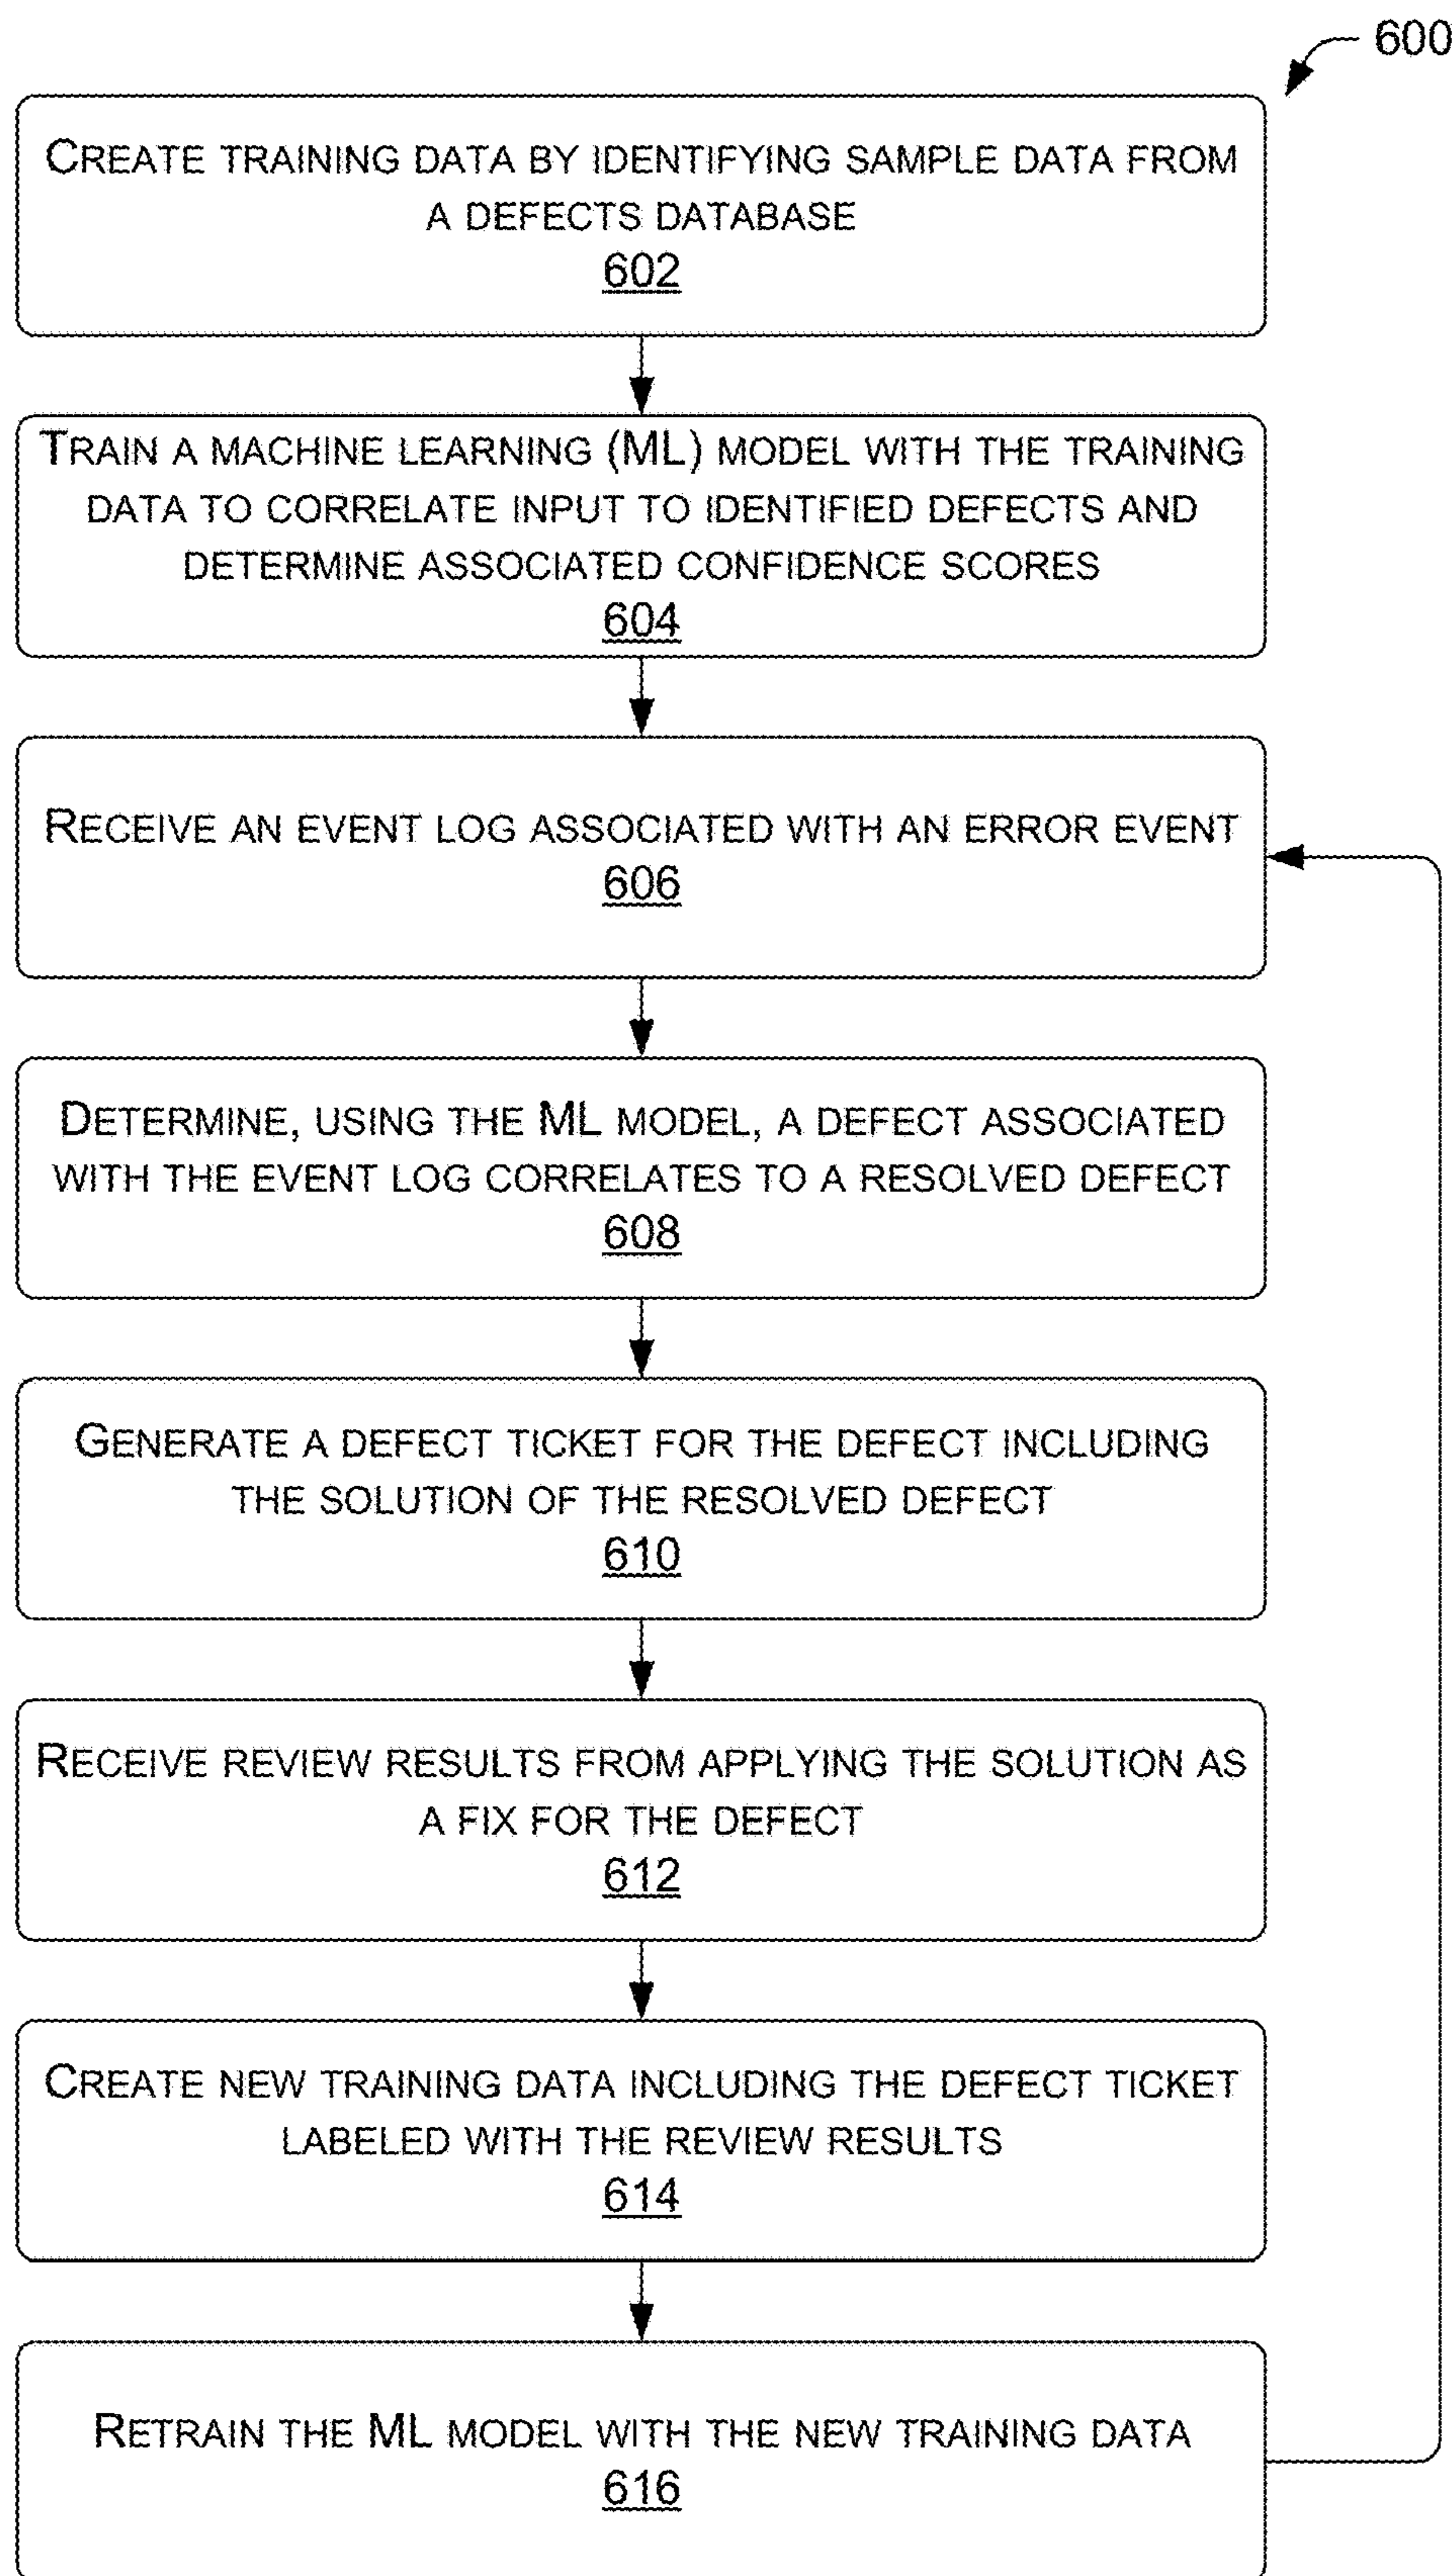 600
CREATE TRAINING DATA BY IDENTIFYING SAMPLE DATA FROM
A DEFECTS DATABASE
602
TRAIN A MACHINE LEARNING (ML) MODEL WITH THE TRAINING
DATA TO CORRELATE INPUT TO IDENTIFIED DEFECTS AND
DETERMINE ASSOCIATED CONFIDENCE SCORES
604
RECEIVE AN EVENT LOG ASSOCIATED WITH AN ERROR EVENT
606
DETERMINE, USING THE ML MODEL, A DEFECT ASSOCIATED
WITH THE EVENT LOG CORRELATES TO A RESOLVED DEFECT
608
GENERATE A DEFECT TICKET FOR THE DEFECT INCLUDING
THE SOLUTION OF THE RESOLVED DEFECT
610
RECEIVE REVIEW RESULTS FROM APPLYING THE SOLUTION AS
A FIX FOR THE DEFECT
612
CREATE NEW TRAINING DATA INCLUDING THE DEFECT TICKET
LABELED WITH THE REVIEW RESULTS
614
RETRAIN THE ML MODEL WITH THE NEW TRAINING DATA
616